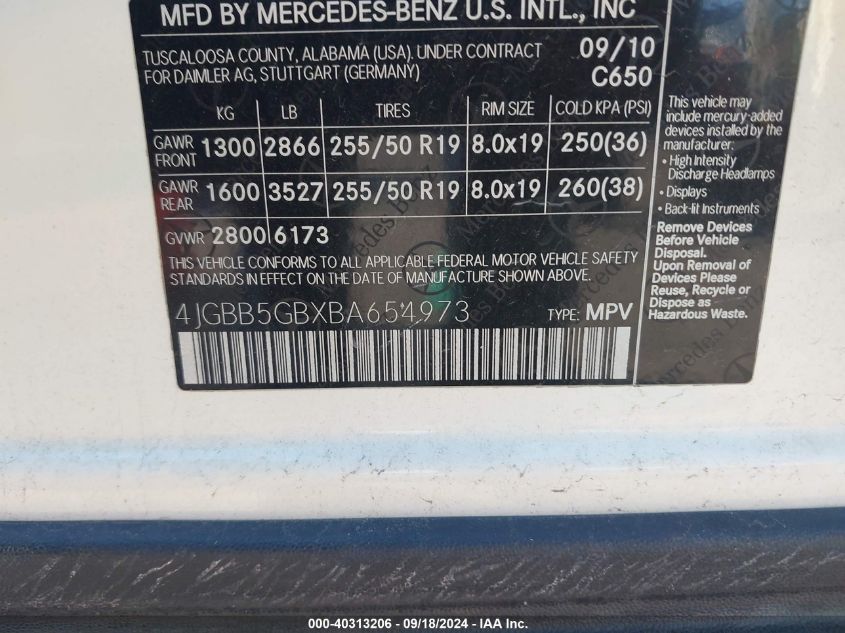 MFD BY MERCEDES-BENZ U.S. INTL., INC
TUSCALOOSA COUNTY, ALABAMA (USA). UNDER CONTRACT
FOR DAIMLER AG, STUTTGART (GERMANY)
09/10
C650
KG LB TIRES RIM SIZE COLD KPA (PSI)
GAWR FRONT 1300 2866 255/50 R19 8.0x19 250(36)
GAWR REAR 1600 3527 255/50 R19 8.0x19 260(38)
GVWR 2800 6173
THIS VEHICLE CONFORMS TO ALL APPLICABLE FEDERAL MOTOR VEHICLE SAFETY
STANDARDS IN EFFECT ON THE DATE OF MANUFACTURE SHOWN ABOVE.
4JGBB5GBXBA654973
TYPE: MPV
This vehicle may
include mercury-added
devices installed by the
manufacturer:
• High Intensity
Discharge Headlamps
• Displays
• Back-lit Instruments
Remove Devices
Before Vehicle
Disposal.
Upon Removal of
Devices Please
Reuse, Recycle or
Dispose as
Hazardous Waste.
Mercedes Benz
000-40313206 - 09/18/2024 - IAA Inc.